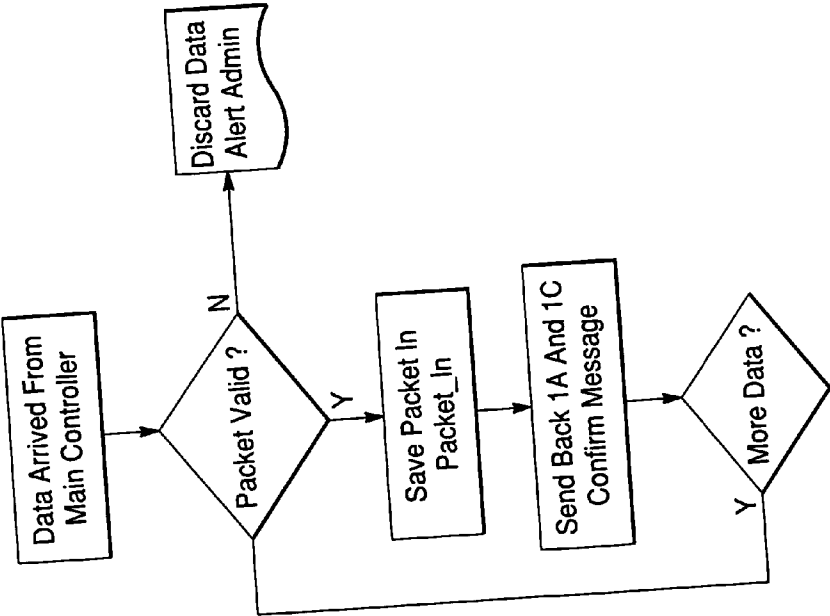 Data Arrived From
Main Controller
Packet Valid ?
N
Discard Data
Alert Admin
Y
Save Packet In
Packet_In
Send Back 1A And 1C
Confirm Message
More Data ?
Y